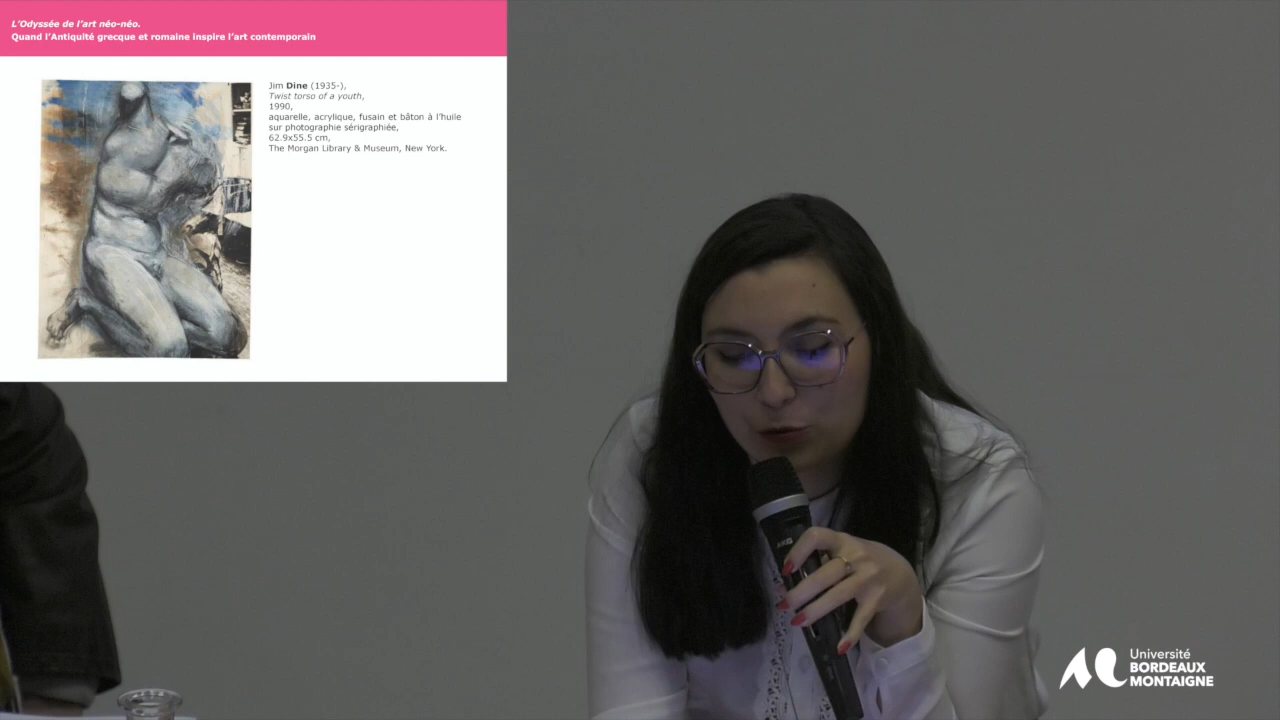 L'Odyssée de l'art néo-néo.
Quand l'Antiquité grecque et romaine inspire l'art contemporain
Jim Dine (1935-),
Twist torso of a youth,
1990,
aquarelle, acrylique, fusain et bâton à l'huile
sur photographie sérigraphiée,
62.9x55.5 cm,
The Morgan Library & Museum, New York.
AKG
Université
BORDEAUX
MONTAIGNE